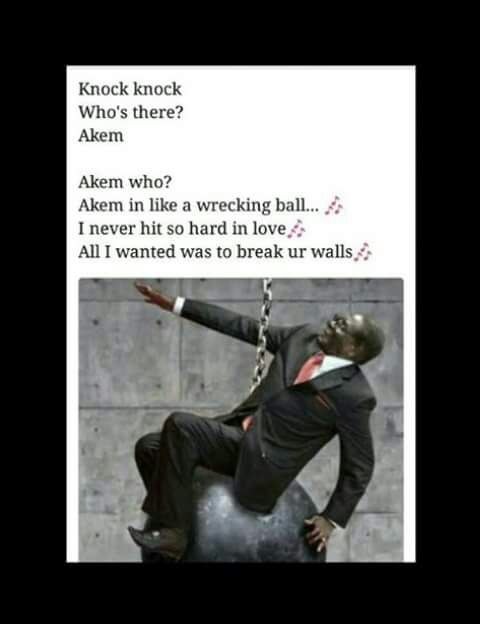 Knock knock
Who's there?
Akem
Akem who?
Akem in like a wrecking ball... 🎶
I never hit so hard in love🎶
All I wanted was to break ur walls🎶